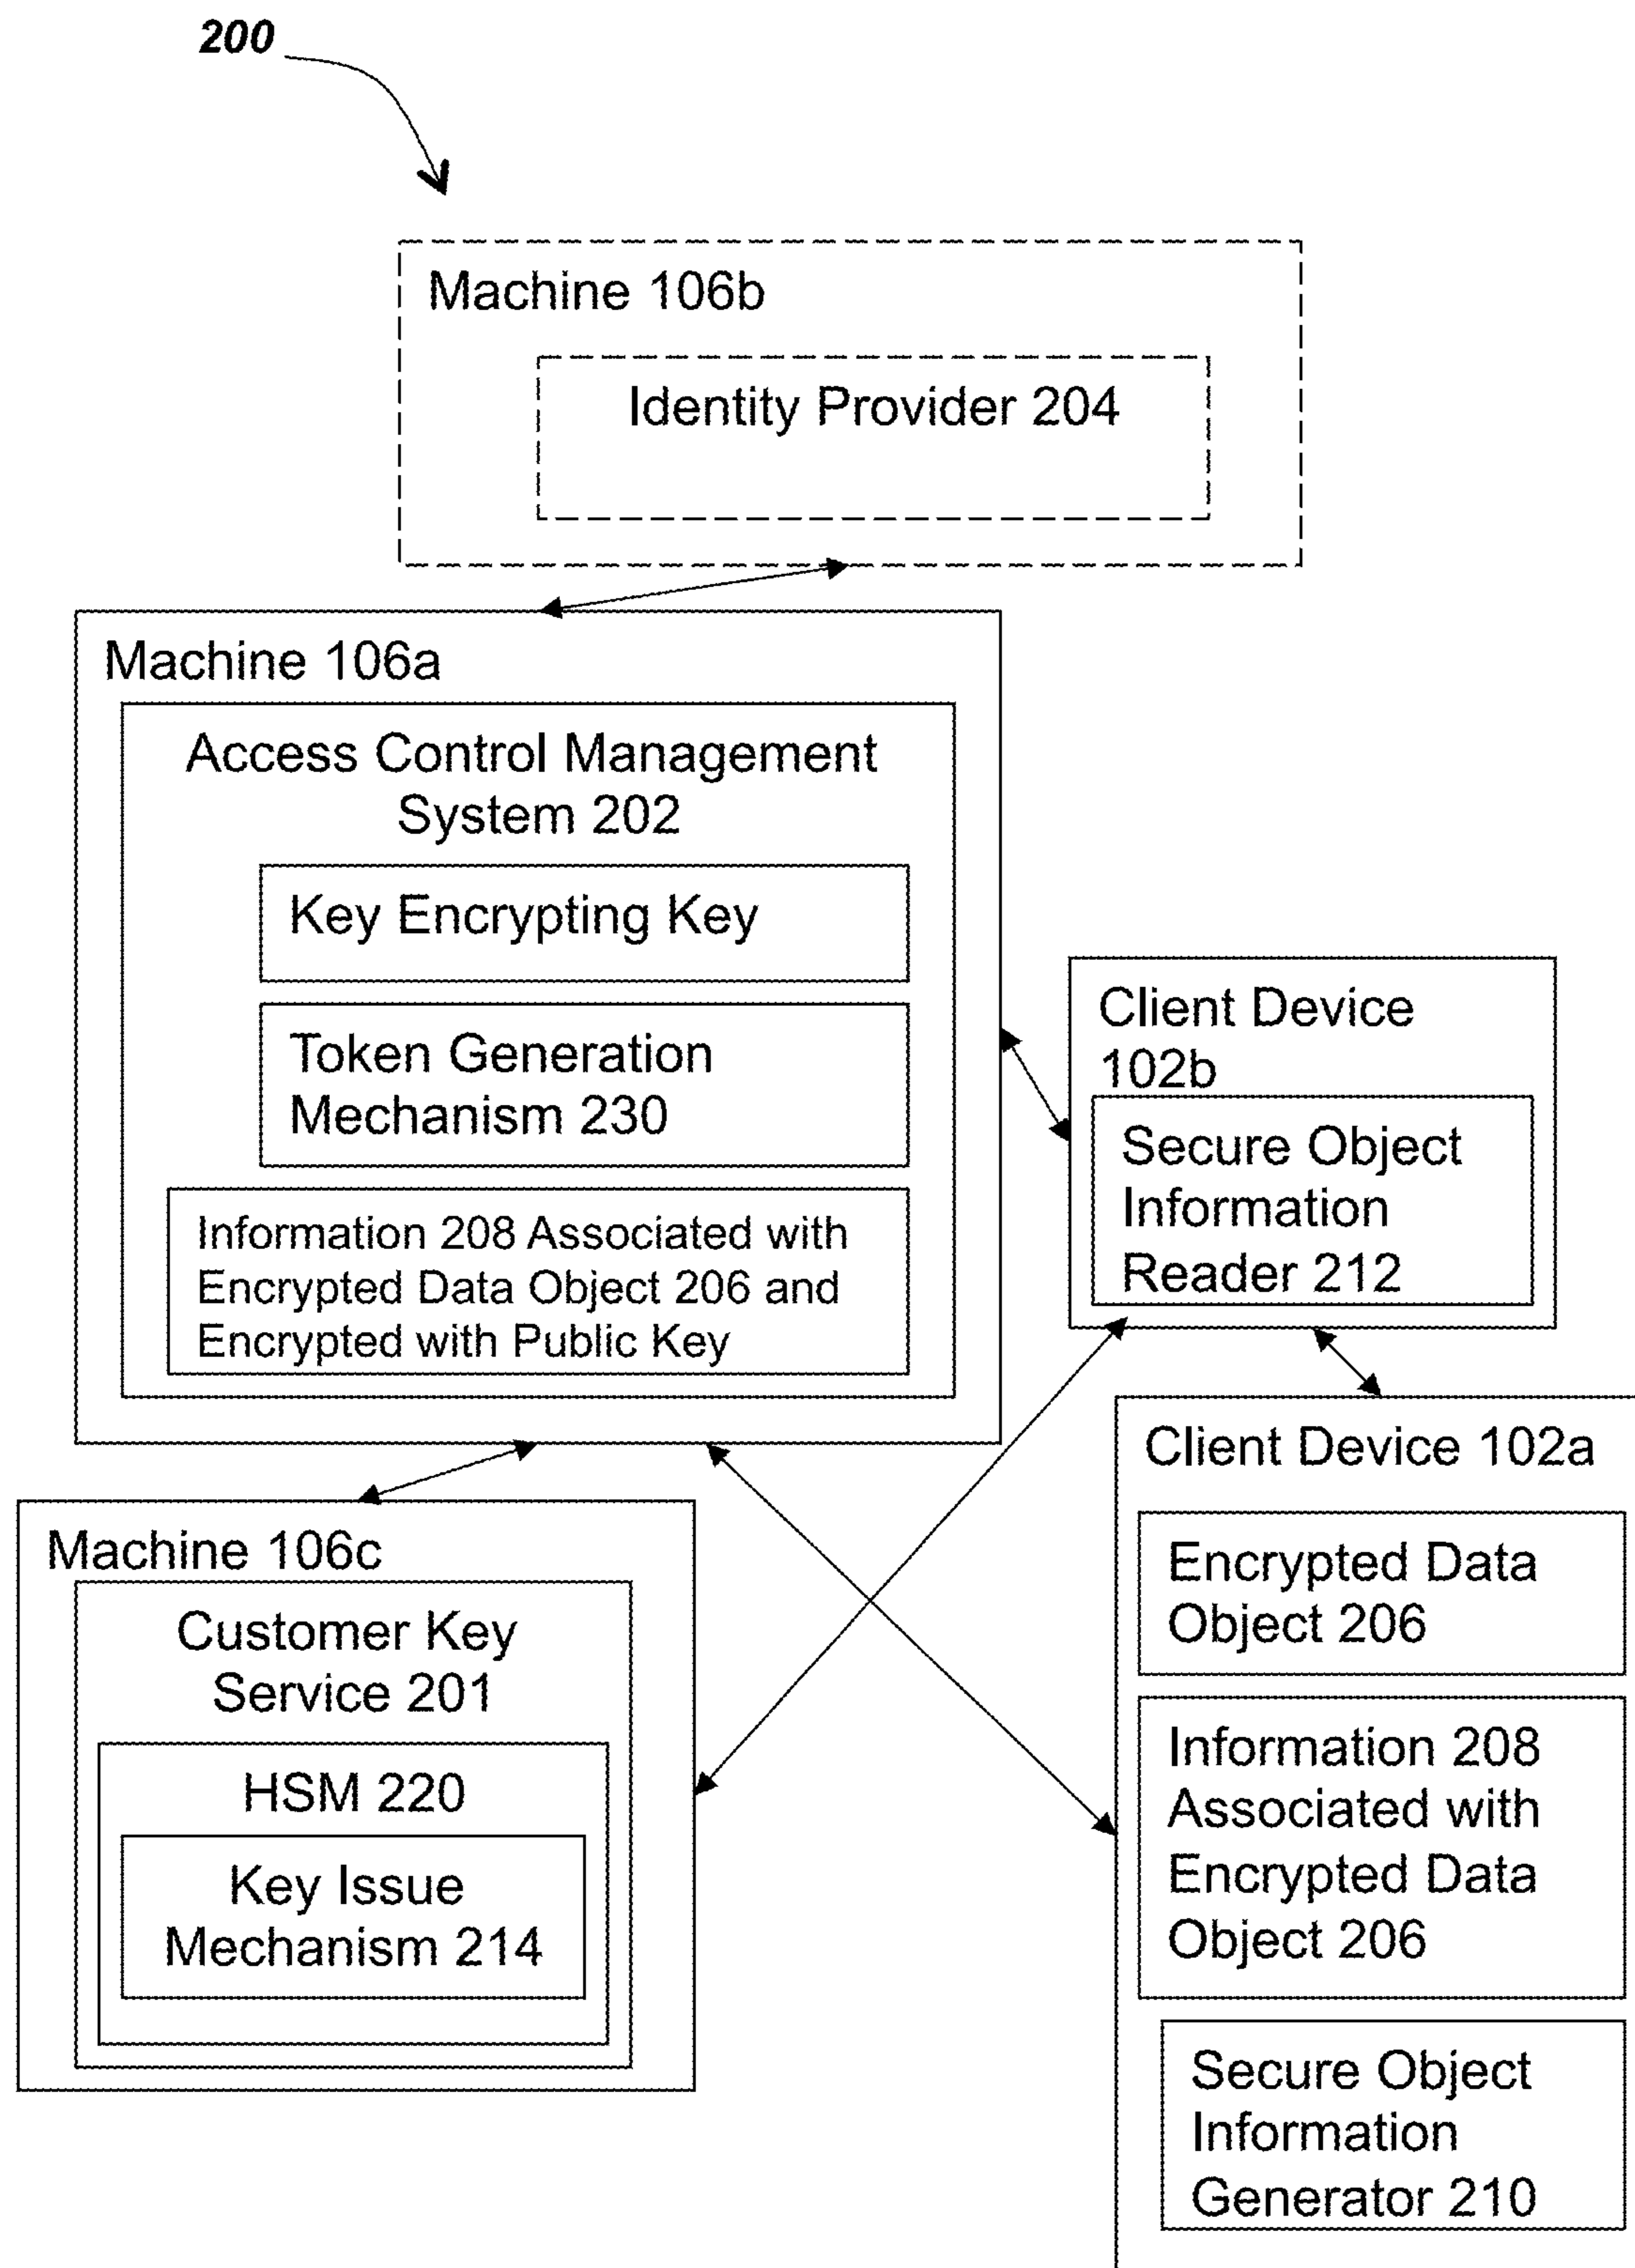 200
Machine 106b
Identity Provider 204
Machine 106a
Access Control Management
System 202
Key Encrypting Key
Token Generation
Mechanism 230
Information 208 Associated with
Encrypted Data Object 206 and
Encrypted with Public Key
Client Device
102b
Secure Object
Information
Reader 212
Machine 106c
Customer Key
Service 201
HSM 220
Key Issue
Mechanism 214
Client Device 102a
Encrypted Data
Object 206
Information 208
Associated with
Encrypted Data
Object 206
Secure Object
Information
Generator 210